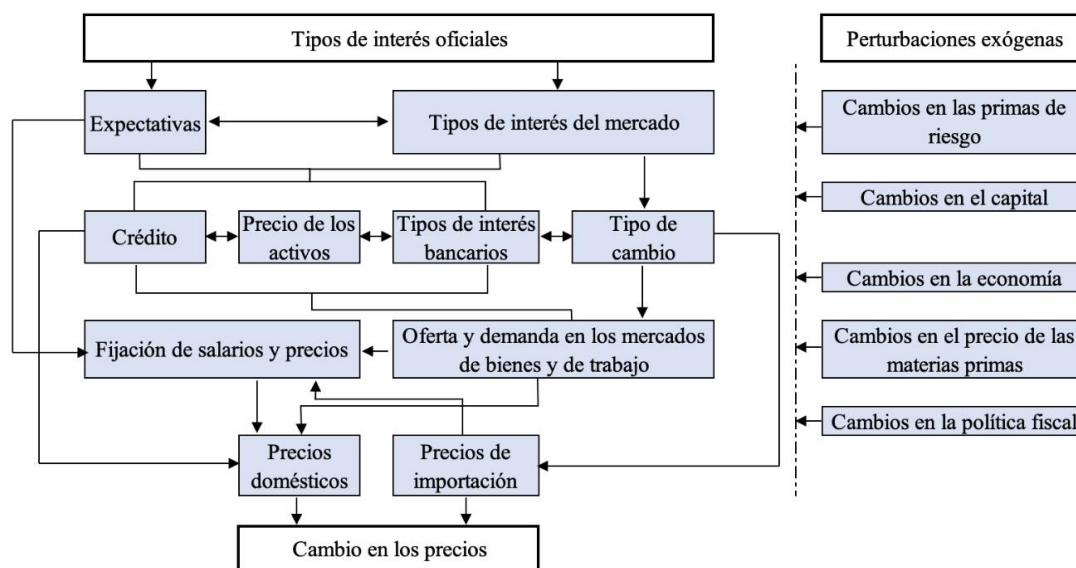 Tipos de interés oficiales
Perturbaciones exógenas
Expectativas
Tipos de interés del mercado
Cambios en las primas de
riesgo
Cambios en el capital
Crédito
Precio de los
activos
Tipos de interés
bancarios
Tipo de
cambio
Cambios en la economía
Fijación de salarios y precios
Oferta y demanda en los mercados
de bienes y de trabajo
Cambios en el precio de las
materias primas
Cambios en la política fiscal
Precios
domésticos
Precios de
importación
Cambio en los precios